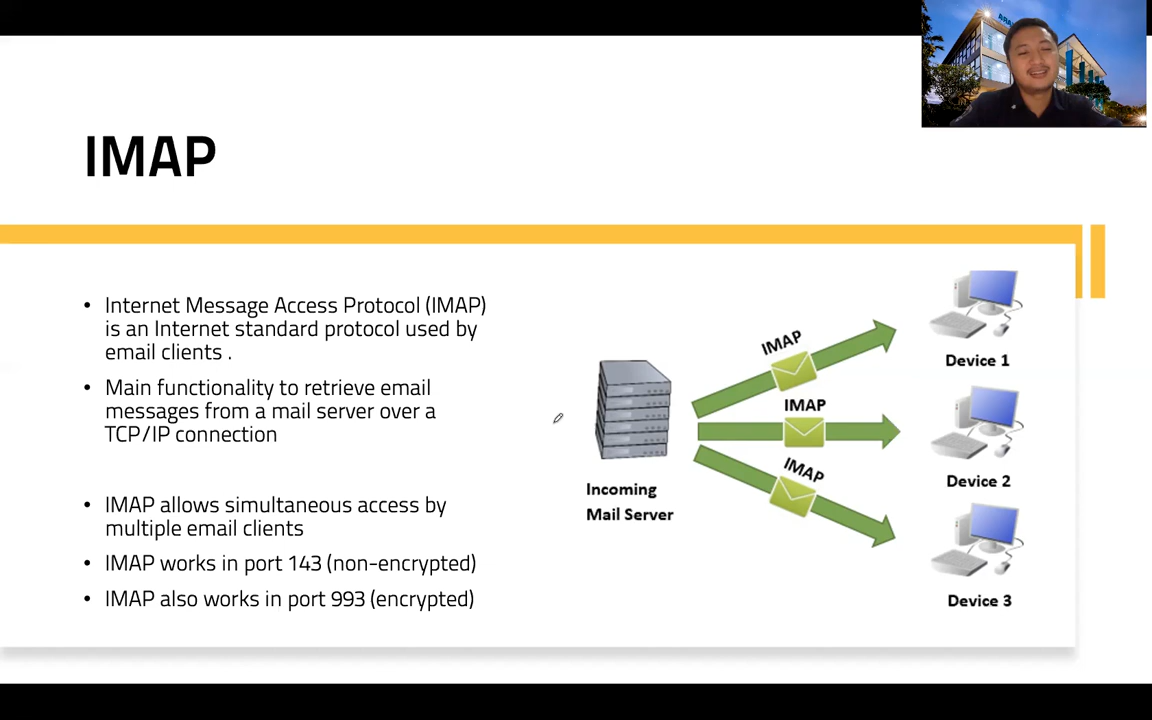 IMAP
• Internet Message Access Protocol (IMAP)
is an Internet standard protocol used by
email clients .
• Main functionality to retrieve email
messages from a mail server over a
TCP/IP connection
• IMAP allows simultaneous access by
multiple email clients
• IMAP works in port 143 (non-encrypted)
• IMAP also works in port 993 (encrypted)
Incoming
Mail Server
IMAP
IMAP
IMAP
Device 1
Device 2
Device 3